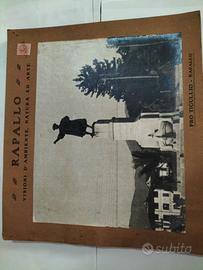 RAPALLO
VISIONI D'AMBIENTE, NATURA ED ARTE
PRO TIGULLIO - RAPALLO
subito